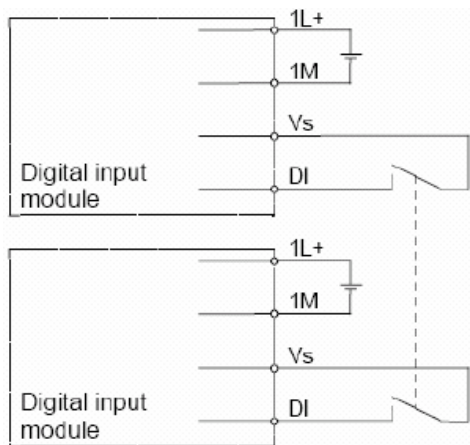 1L+
1M
Vs
Digital input
module
DI
1L+
1M
Vs
Digital input
module
DI